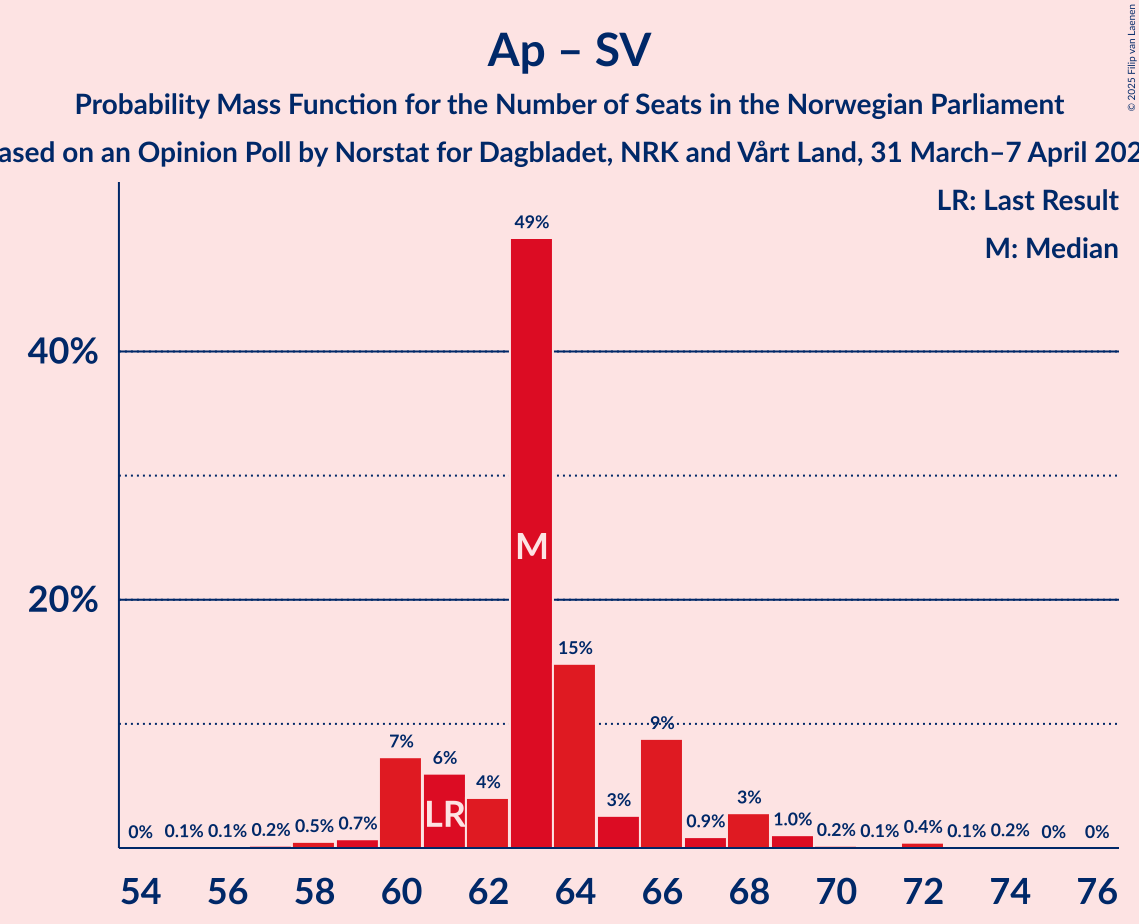 Ap – SV
Probability Mass Function for the Number of Seats in the Norwegian Parliament
ased on an Opinion Poll by Norstat for Dagbladet, NRK and Vårt Land, 31 March–7 April 202
© 2025 Filip van Laenen
LR: Last Result
M: Median
49%
40%
M
20%
15%
9%
7%
6%
4%
LR
3%
3%
0% 0.1% 0.1% 0.2% 0.5% 0.7% 0.9% 1.0% 0.2% 0.1% 0.4% 0.1% 0.2% 0% 0%
54 56 58 60 62 64 66 68 70 72 74 76